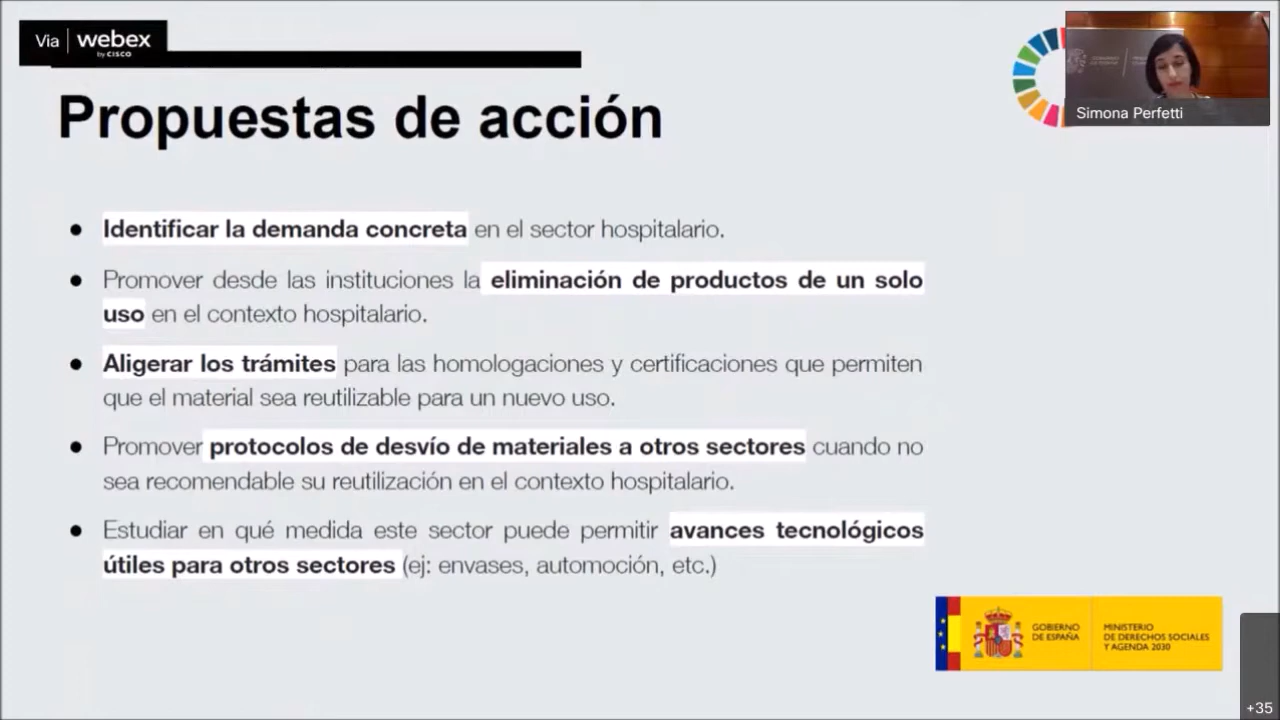 Via webex
by CISCO
Simona Perfetti
Propuestas de acción
● Identificar la demanda concreta en el sector hospitalario.
● Promover desde las instituciones la eliminación de productos de un solo
uso en el contexto hospitalario.
● Aligerar los trámites para las homologaciones y certificaciones que permiten
que el material sea reutilizable para un nuevo uso.
● Promover protocolos de desvío de materiales a otros sectores cuando no
sea recomendable su reutilización en el contexto hospitalario.
● Estudiar en qué medida este sector puede permitir avances tecnológicos
útiles para otros sectores (ej: envases, automoción, etc.)
GOBIERNO
DE ESPAÑA
MINISTERIO
DE DERECHOS SOCIALES
Y AGENDA 2030
+35